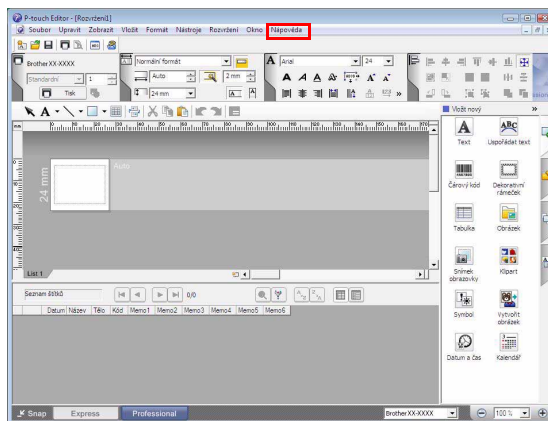 P-touch Editor - [Rozvržení1]
Soubor Upravit Zobrazit Vložit Formát Nástroje Rozvržení Okno Nápověda
Brother XX-XXXX
Standardní 1
Tisk
Normální formát
Auto 2 mm
24 mm
A Arial 24
Vložit nový
Text Uspořádat text
Čárový kód Dekorativní rámeček
Tabulka Obrázek
Snímek obrazovky Klipart
Symbol Vytvořit obrázek
Datum a čas Kalendář
24 mm
Auto
List 1
Seznam štítků 0/0
Datum Název Tělo Kód Memo1 Memo2 Memo3 Memo4 Memo5 Memo6
Snap Express Professional Brother XX-XXXX 100 %